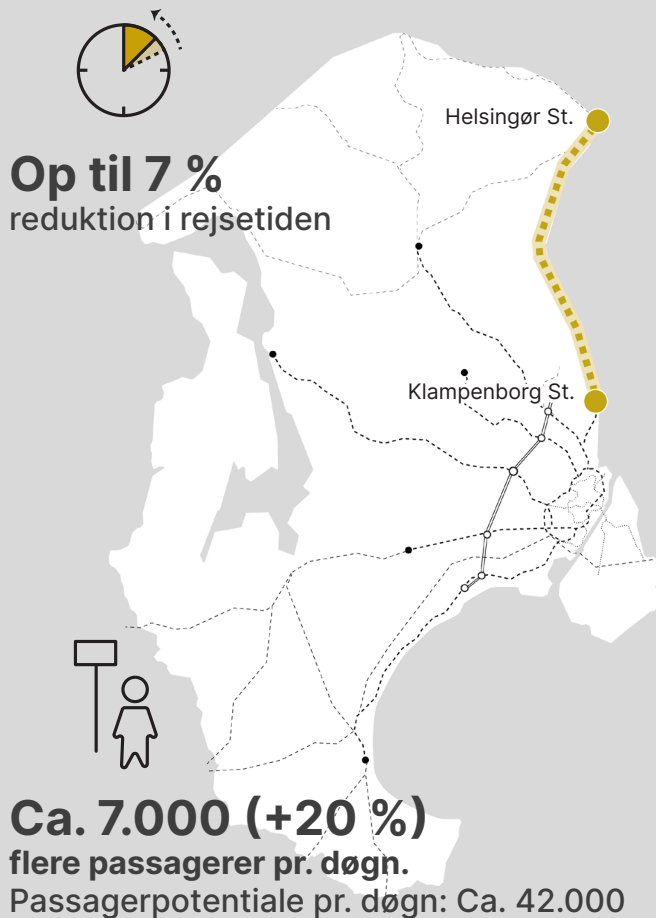 Helsingør St.
Op til 7 %
reduktion i rejsetiden
Klampenborg St.
Ca. 7.000 (+20 %)
flere passagerer pr. døgn.
Passagerpotentiale pr. døgn: Ca. 42.000